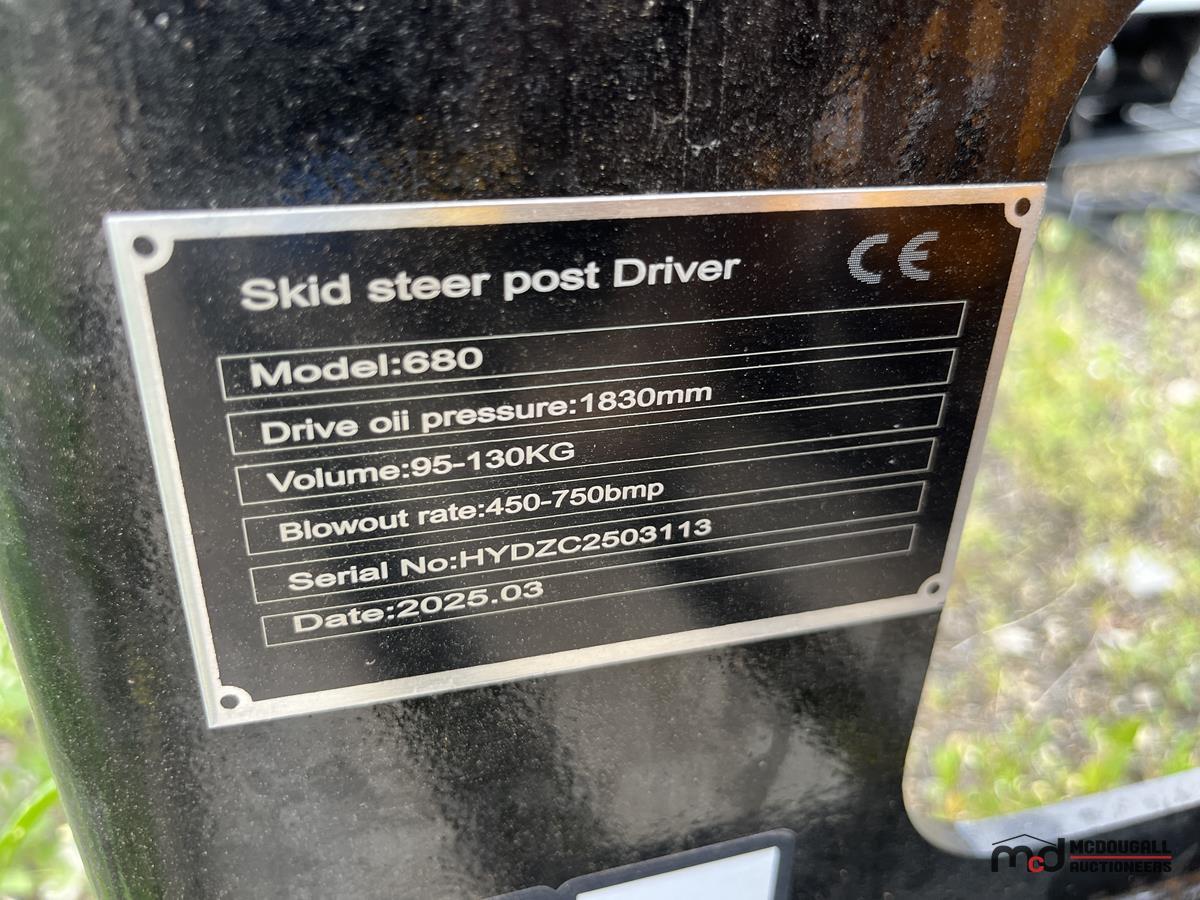 Skid steer post Driver
CE
Model:680
Drive oii pressure:1830mm
Volume:95-130KG
Blowout rate:450-750bmp
Serial No:HYDZC2503113
Date:2025.03
mcd MCDOUGALL
AUCTIONEERS